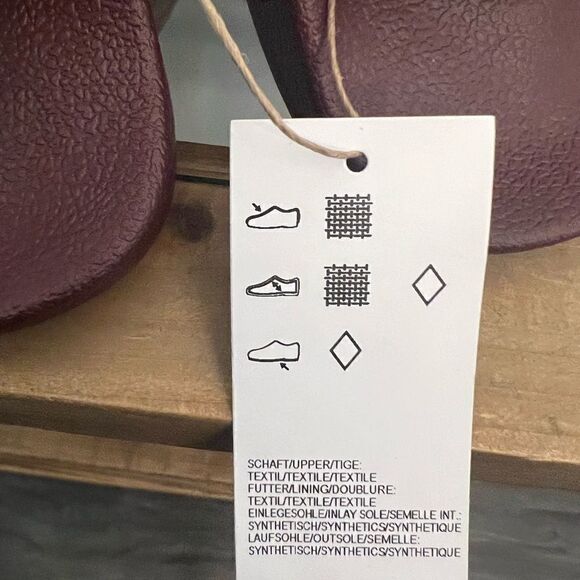 SCHAFT/UPPER/TIGE:
TEXTIL/TEXTILE/TEXTILE
FUTTER/LINING/DOUBLURE:
TEXTIL/TEXTILE/TEXTILE
EINLEGESOHLE/INLAY SOLE/SEMELLE INT.:
SYNTHETISCH/SYNTHETICS/SYNTHETIQUE
LAUFSOHLE/OUTSOLE/SEMELLE:
SYNTHETISCH/SYNTHETICS/SYNTHETIQUE